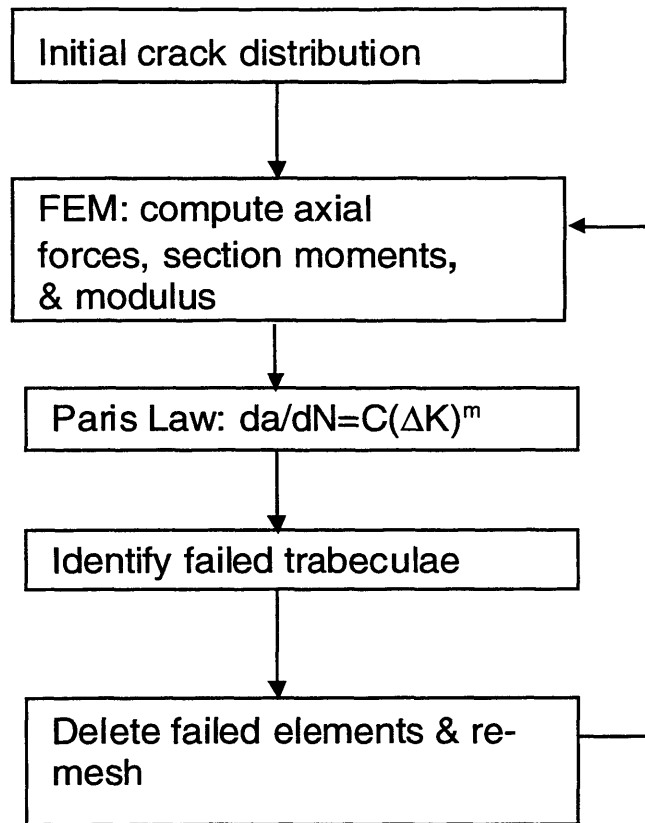 Initial crack distribution
FEM: compute axial
forces, section moments,
& modulus
Paris Law: da/dN=C(ΔK)ᵐ
Identify failed trabeculae
Delete failed elements & re-
mesh